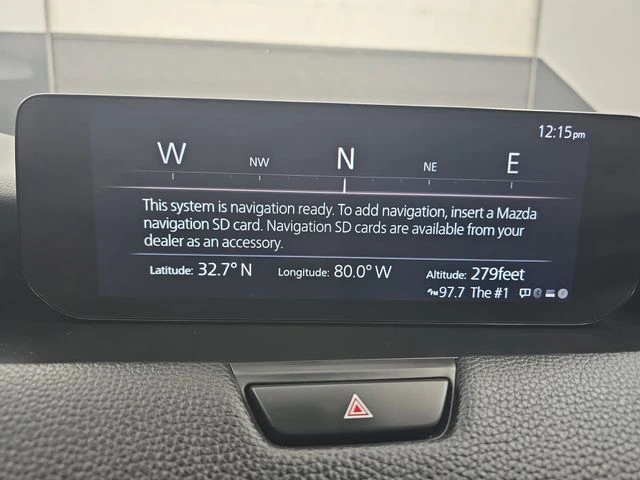 12:15pm
W NW N NE E
This system is navigation ready. To add navigation, insert a Mazda
navigation SD card. Navigation SD cards are available from your
dealer as an accessory.
Latitude: 32.7° N Longitude: 80.0° W Altitude: 279feet
FM 97.7 The #1